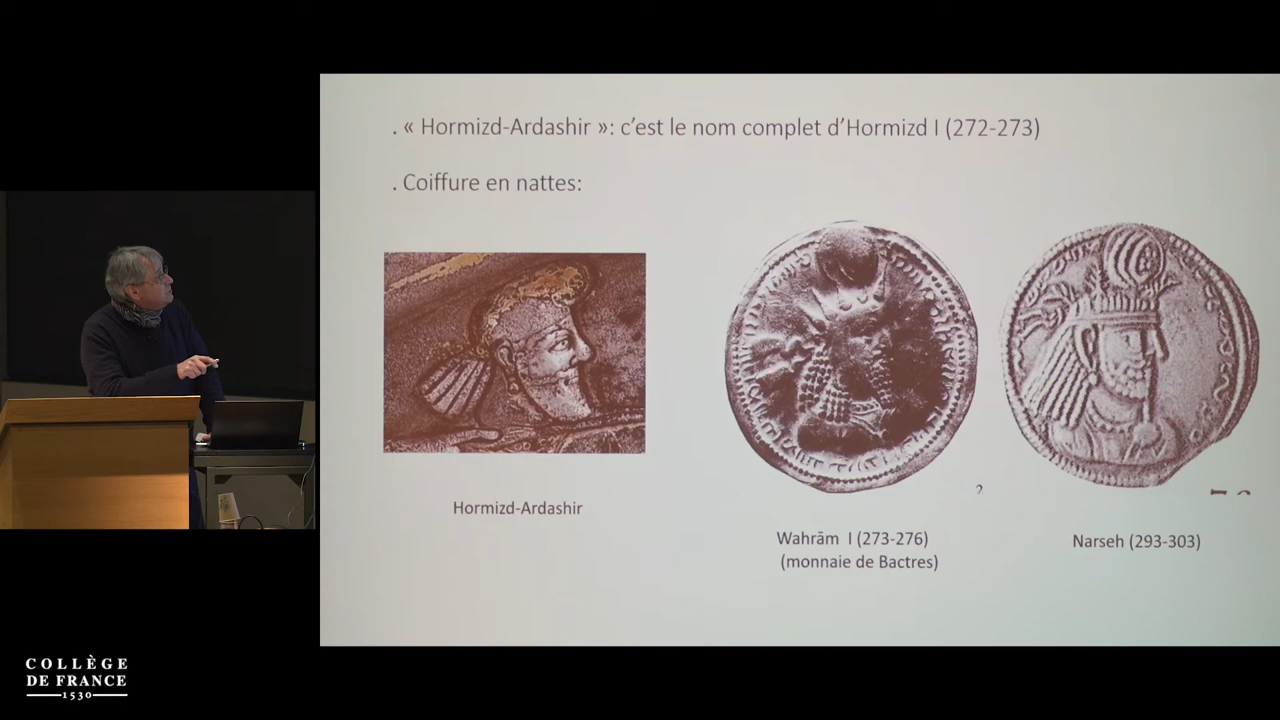 . « Hormizd-Ardashir »: c’est le nom complet d’Hormizd I (272-273)
. Coiffure en nattes:
Hormizd-Ardashir
?
Wahrām I (273-276)
(monnaie de Bactres)
Narseh (293-303)
COLLÈGE
DE FRANCE
1530